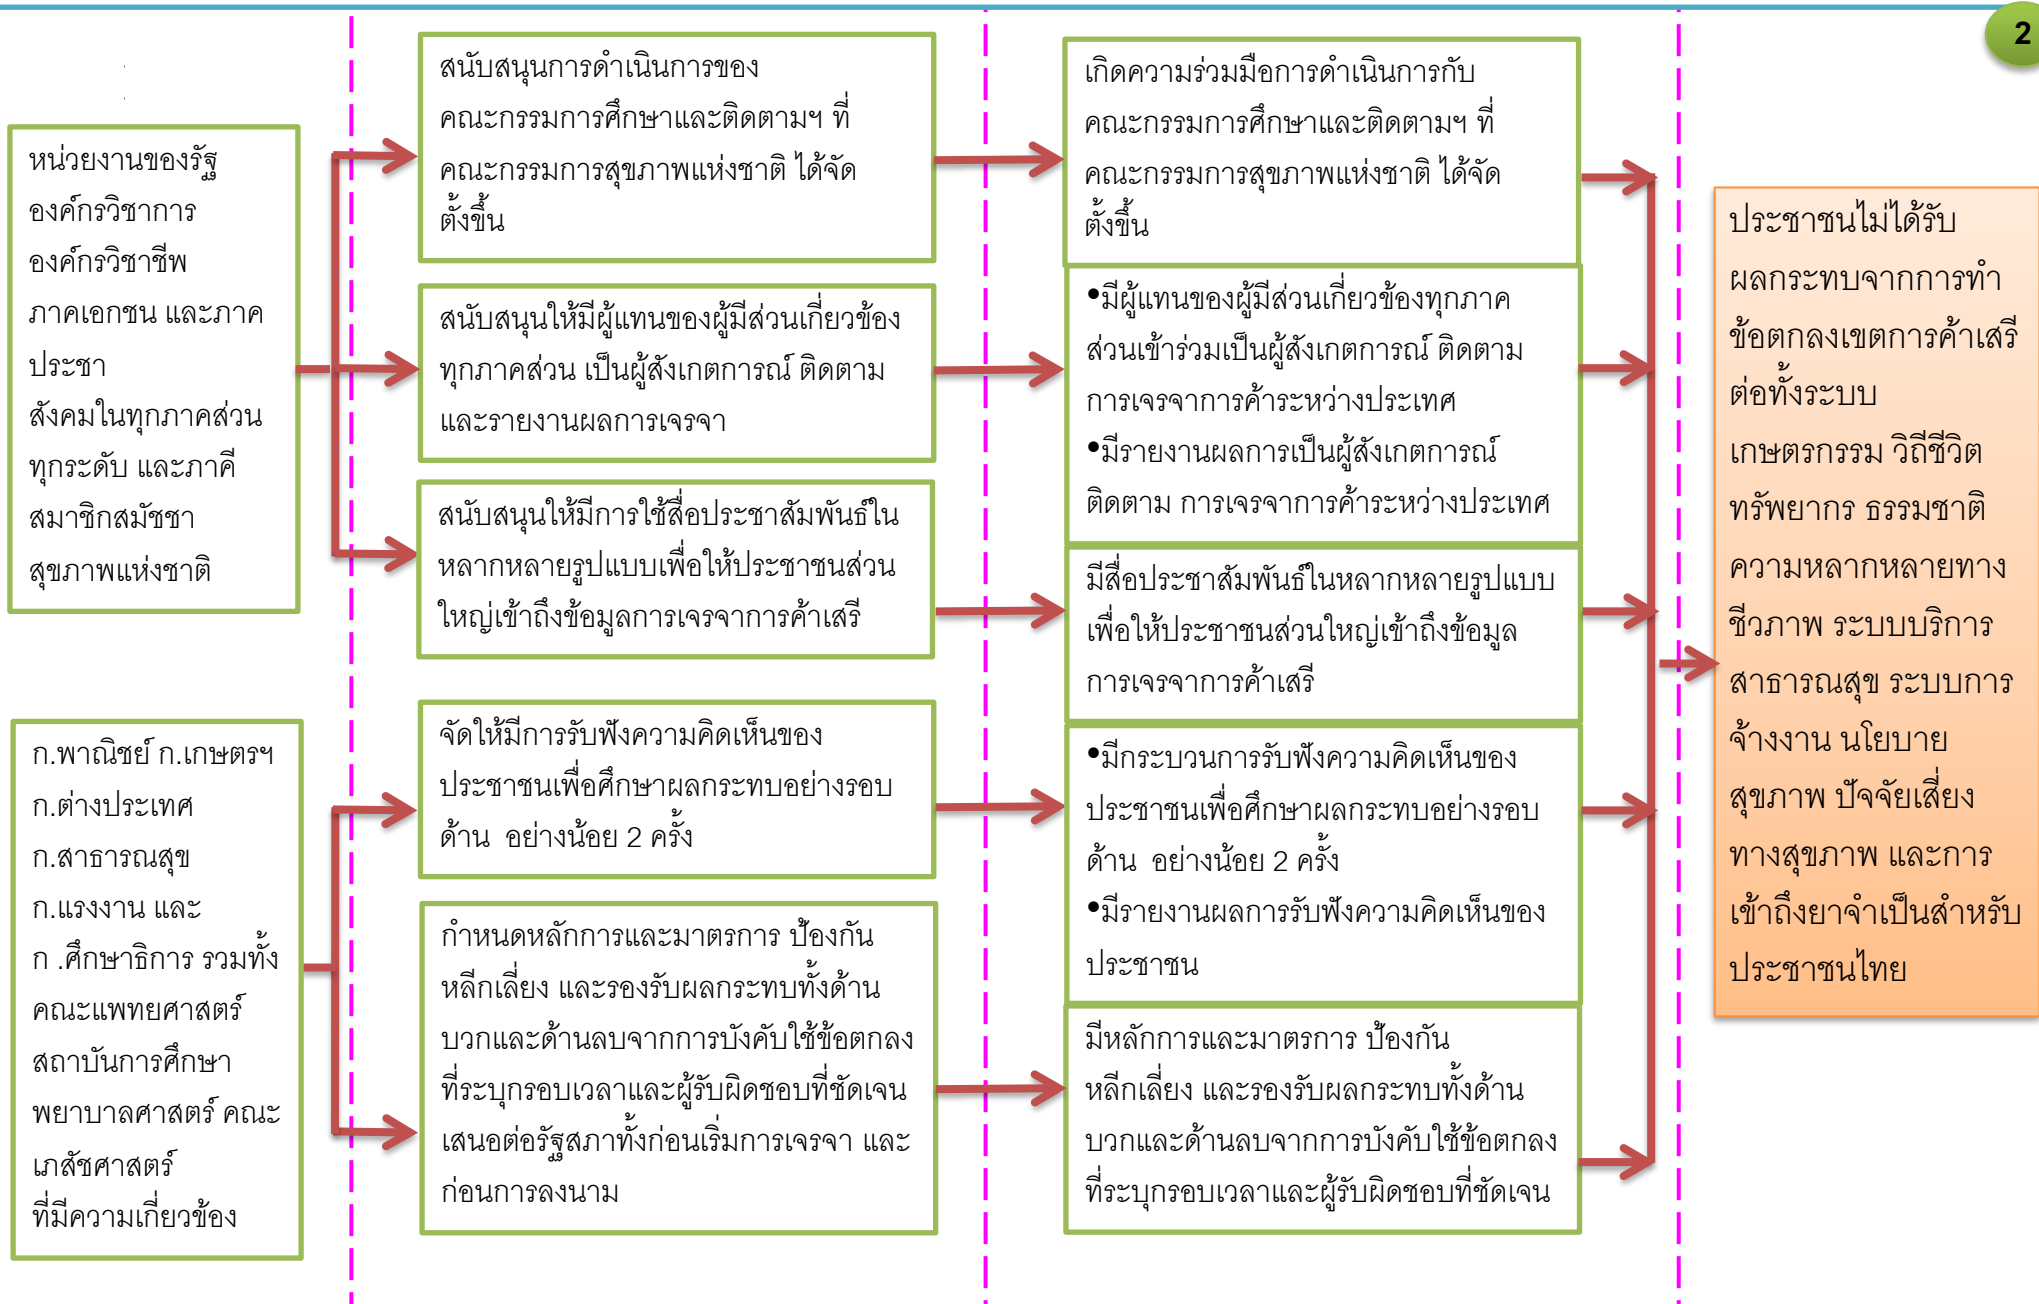 2
หน่วยงานของรัฐ
องค์กรวิชาการ
องค์กรวิชาชีพ
ภาคเอกชน และภาค
ประชา
สังคมในทุกภาคส่วน
ทุกระดับ และภาคี
สมาชิกสมัชชา
สุขภาพแห่งชาติ
ก.พาณิชย์ ก.เกษตรฯ
ก.ต่างประเทศ
ก.สาธารณสุข
ก.แรงงาน และ
ก .ศึกษาธิการ รวมทั้ง
คณะแพทยศาสตร์
สถาบันการศึกษา
พยาบาลศาสตร์ คณะ
เภสัชศาสตร์
ที่มีความเกี่ยวข้อง
สนับสนุนการดำเนินการของ
คณะกรรมการศึกษาและติดตามฯ ที่
คณะกรรมการสุขภาพแห่งชาติ ได้จัด
ตั้งขึ้น
สนับสนุนให้มีผู้แทนของผู้มีส่วนเกี่ยวข้อง
ทุกภาคส่วน เป็นผู้สังเกตการณ์ ติดตาม
และรายงานผลการเจรจา
สนับสนุนให้มีการใช้สื่อประชาสัมพันธ์ใน
หลากหลายรูปแบบเพื่อให้ประชาชนส่วน
ใหญ่เข้าถึงข้อมูลการเจรจาการค้าเสรี
จัดให้มีการรับฟังความคิดเห็นของ
ประชาชนเพื่อศึกษาผลกระทบอย่างรอบ
ด้าน อย่างน้อย 2 ครั้ง
กำหนดหลักการและมาตรการ ป้องกัน
หลีกเลี่ยง และรองรับผลกระทบทั้งด้าน
บวกและด้านลบจากการบังคับใช้ข้อตกลง
ที่ระบุกรอบเวลาและผู้รับผิดชอบที่ชัดเจน
เสนอต่อรัฐสภาทั้งก่อนเริ่มการเจรจา และ
ก่อนการลงนาม
เกิดความร่วมมือการดำเนินการกับ
คณะกรรมการศึกษาและติดตามฯ ที่
คณะกรรมการสุขภาพแห่งชาติ ได้จัด
ตั้งขึ้น
•มีผู้แทนของผู้มีส่วนเกี่ยวข้องทุกภาค
ส่วนเข้าร่วมเป็นผู้สังเกตการณ์ ติดตาม
การเจรจาการค้าระหว่างประเทศ
•มีรายงานผลการเป็นผู้สังเกตการณ์
ติดตาม การเจรจาการค้าระหว่างประเทศ
มีสื่อประชาสัมพันธ์ในหลากหลายรูปแบบ
เพื่อให้ประชาชนส่วนใหญ่เข้าถึงข้อมูล
การเจรจาการค้าเสรี
•มีกระบวนการรับฟังความคิดเห็นของ
ประชาชนเพื่อศึกษาผลกระทบอย่างรอบ
ด้าน อย่างน้อย 2 ครั้ง
•มีรายงานผลการรับฟังความคิดเห็นของ
ประชาชน
มีหลักการและมาตรการ ป้องกัน
หลีกเลี่ยง และรองรับผลกระทบทั้งด้าน
บวกและด้านลบจากการบังคับใช้ข้อตกลง
ที่ระบุกรอบเวลาและผู้รับผิดชอบที่ชัดเจน
ประชาชนไม่ได้รับ
ผลกระทบจากการทำ
ข้อตกลงเขตการค้าเสรี
ต่อทั้งระบบ
เกษตรกรรม วิถีชีวิต
ทรัพยากร ธรรมชาติ
ความหลากหลายทาง
ชีวภาพ ระบบบริการ
สาธารณสุข ระบบการ
จ้างงาน นโยบาย
สุขภาพ ปัจจัยเสี่ยง
ทางสุขภาพ และการ
เข้าถึงยาจำเป็นสำหรับ
ประชาชนไทย